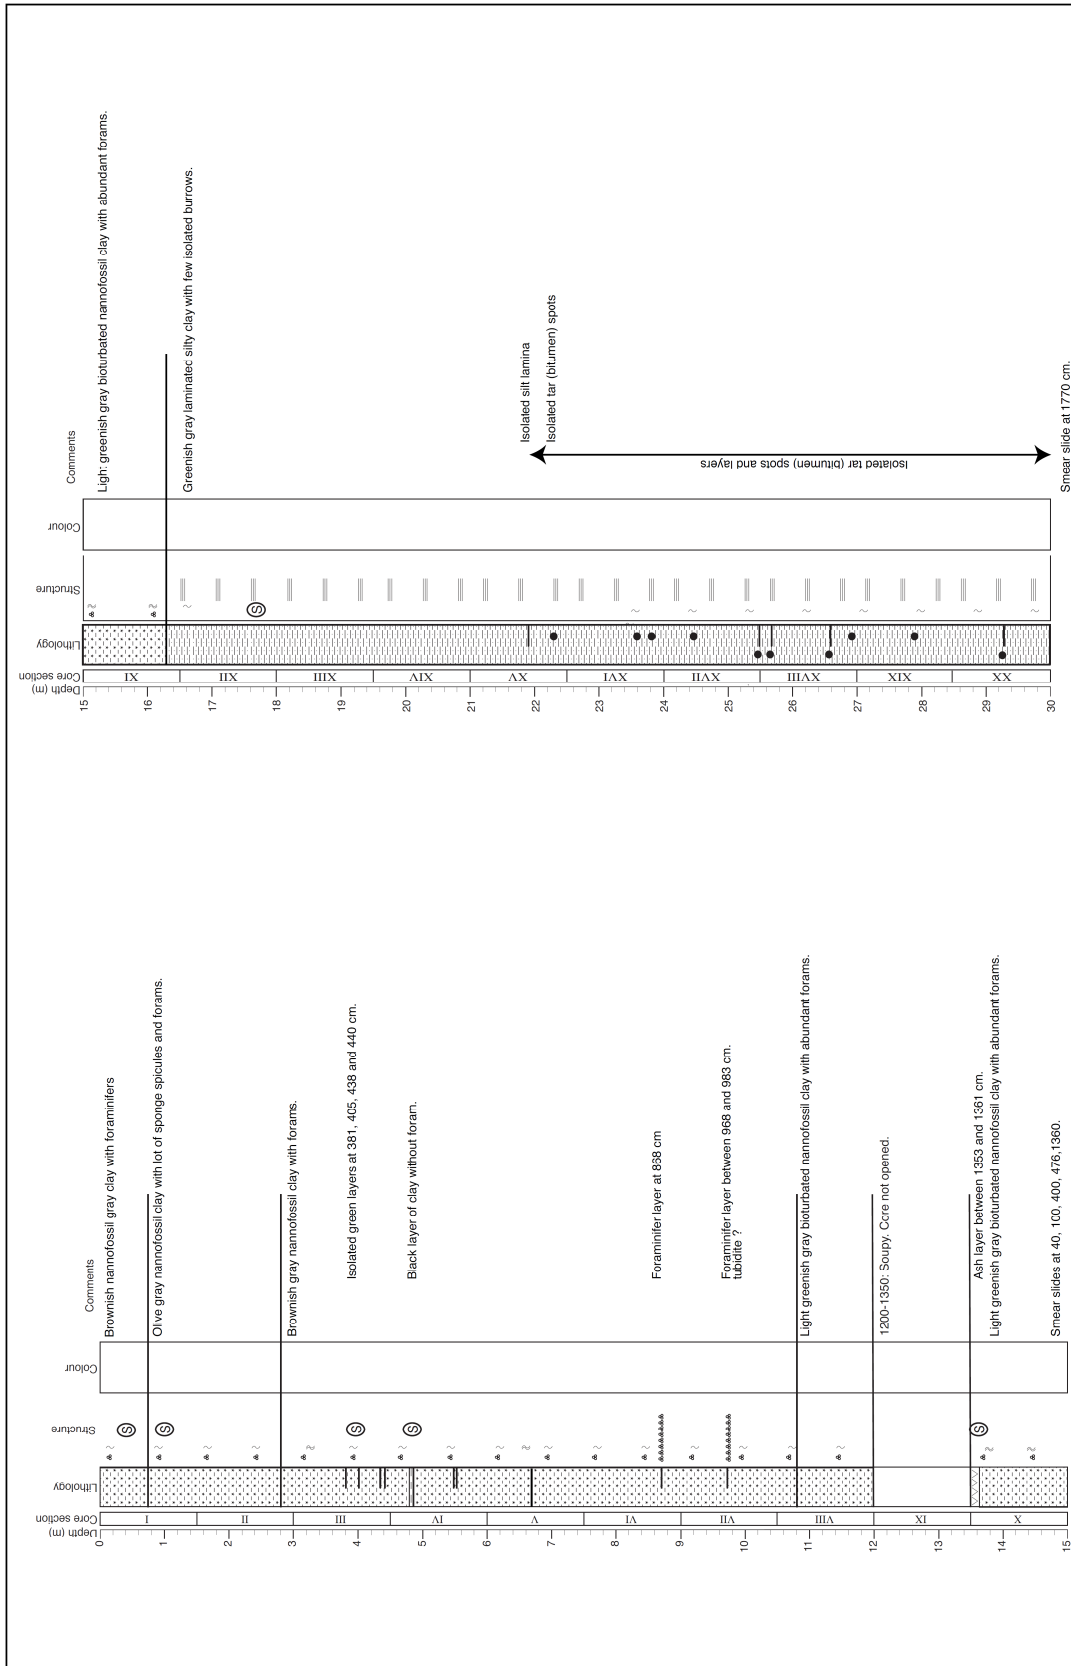 Comments
Colour
Structure
Lithology
Core section
Depth (m)
Ligh: greenish gray bioturbated nannofossil clay with abundant forams.
Greenish gray laminated silty clay with few isolated burrows.
Isolated silt lamina
Isolated tar (bitumen) spots
Isolated tar (bitumen) spots and layers
Smear slide at 1770 cm.
S
XI
XII
XIII
XIV
XV
XVI
XVII
XVIII
XIX
XX
15
16
17
18
19
20
21
22
23
24
25
26
27
28
29
30
Comments
Colour
Structure
Lithology
Core section
Depth (m)
Brownish nannofossil gray clay with foraminifers
Olive gray nannofossil clay with lot of sponge spicules and forams.
Brownish gray nannofossil clay with forams.
Isolated green layers at 381, 405, 438 and 440 cm.
Black layer of clay without foram.
Foraminifer layer at 868 cm
Foraminifer layer between 968 and 983 cm.
tubidite ?
Light greenish gray bioturbated nannofossil clay with abundant forams.
1200-1350: Soupy. Core not opened.
Ash layer between 1353 and 1361 cm.
Light greenish gray bioturbated nannofossil clay with abundant forams.
Smear slides at 40, 100, 400, 476,1360.
S
S
S
S
S
I
II
III
IV
V
VI
VII
VIII
IX
X
0
1
2
3
4
5
6
7
8
9
10
11
12
13
14
15